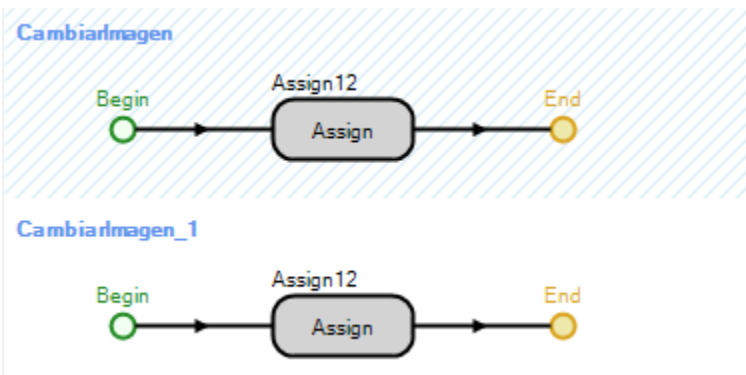 CambiarImagen
Assign12
Begin
End
Assign
CambiarImagen_1
Assign12
Begin
End
Assign